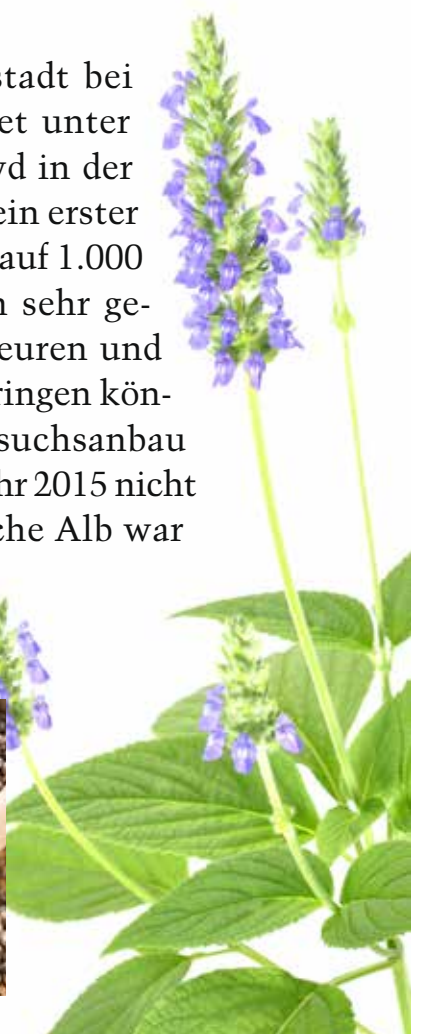 stadt bei
et unter
yd in der
ein erster
auf 1.000
n sehr ge-
euren und
ringen kön-
suchsanbau
hr 2015 nicht
che Alb war